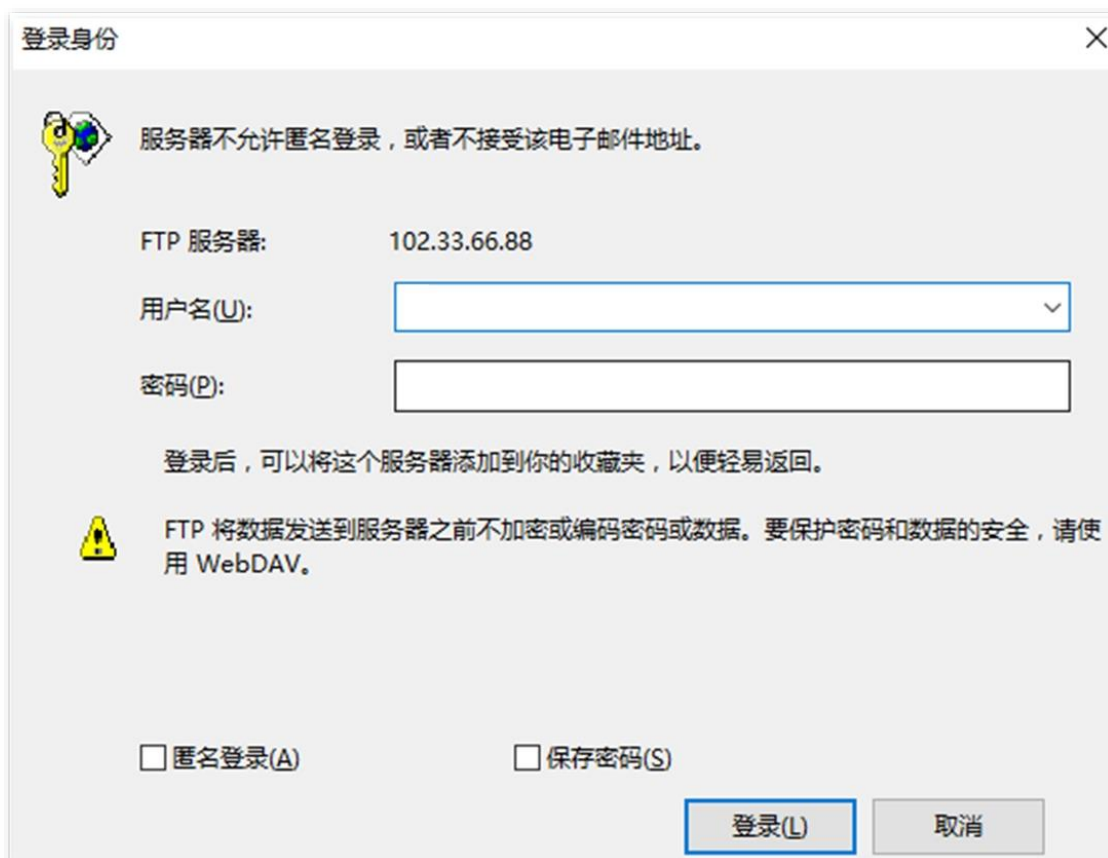 登录身份
服务器不允许匿名登录，或者不接受该电子邮件地址。
FTP 服务器: 102.33.66.88
用户名(U):
密码(P):
登录后，可以将这个服务器添加到你的收藏夹，以便轻易返回。
FTP 将数据发送到服务器之前不加密或编码密码或数据。要保护密码和数据的安全，请使
用 WebDAV。
匿名登录(A) 保存密码(S)
登录(L) 取消